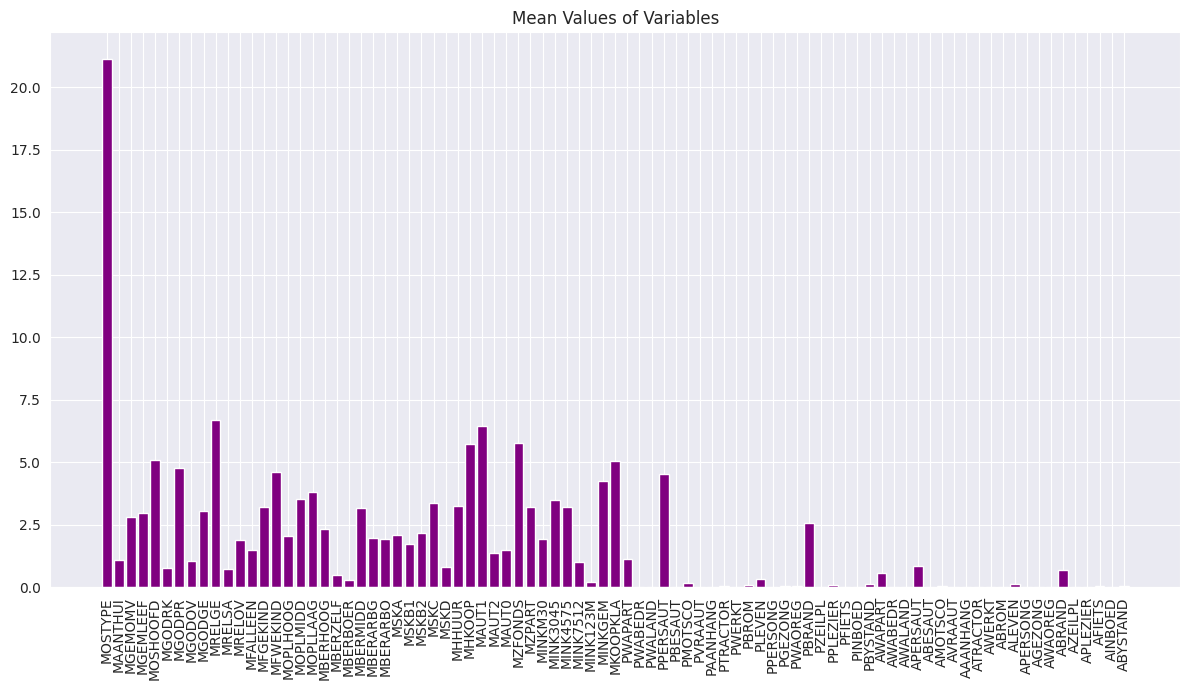 Mean Values of Variables
20.0
17.5
15.0
12.5
10.0
7.5
5.0
2.5
0.0
MOSTYPE
MAANTHUI
MGEMOMV
MGEMLEEF
MOSHOOFD
MGODRK
MGODPR
MGODOV
MGODGE
MRELGE
MRELSA
MRELOV
MFALLEEN
MFGEKIND
MFWEKIND
MOPLHOOG
MOPLMIDD
MOPLLAAG
MBERHOOG
MBERZELF
MBERBOER
MBERMIDD
MBERARBG
MBERARBO
MSKA
MSKB1
MSKB2
MSKC
MSKD
MHHUUR
MHKOOP
MAUT1
MAUT2
MAUT0
MZFONDS
MZPART
MINKM30
MINK3045
MINK4575
MINK7512
MINK123M
MINKGEM
MKOOPKLA
PWAPART
PWABEDR
PWALAND
PPERSAUT
PBESAUT
PMOTSCO
PVRAAUT
PAANHANG
PTRACTOR
PWERKT
PBROM
PLEVEN
PPERSONG
PGEZONG
PWAOREG
PBRAND
PZEILPL
PPLEZIER
PFIETS
PINBOED
PBYSTAND
AWAPART
AWABEDR
AWALAND
APERSAUT
ABESAUT
AMOTSCO
AVRAAUT
AAANHANG
ATRACTOR
AWERKT
ABROM
ALEVEN
APERSONG
AGEZONG
AWAOREG
ABRAND
AZEILPL
APLEZIER
AFIETS
AINBOED
ABYSTAND